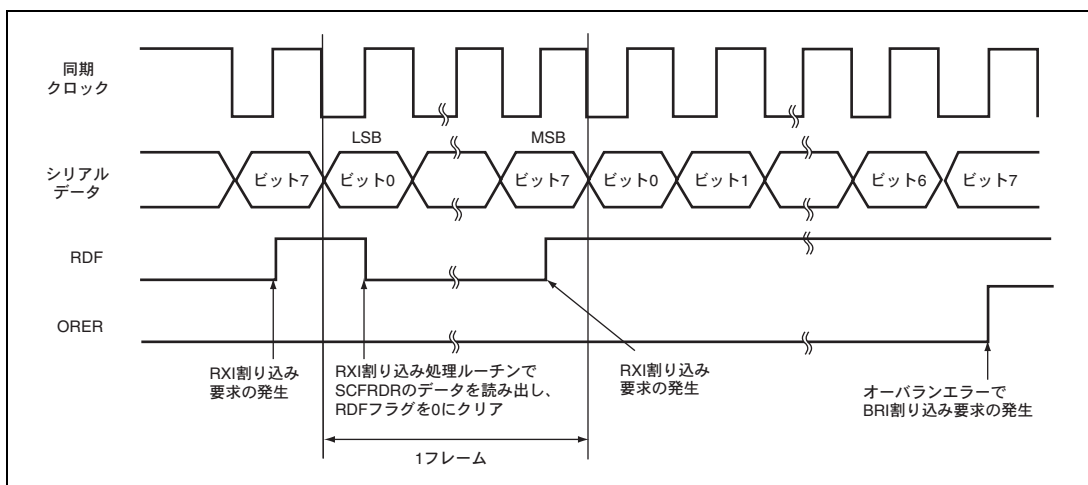 同期
クロック
LSB
MSB
シリアル
データ
ビット7
ビット0
ビット7
ビット0
ビット1
ビット6
ビット7
RDF
ORER
RXI割り込み
要求の発生
RXI割り込み処理ルーチンで
SCFRDRのデータを読み出し、
RDFフラグを0にクリア
RXI割り込み
要求の発生
オーバランエラーで
BRI割り込み要求の発生
1フレーム